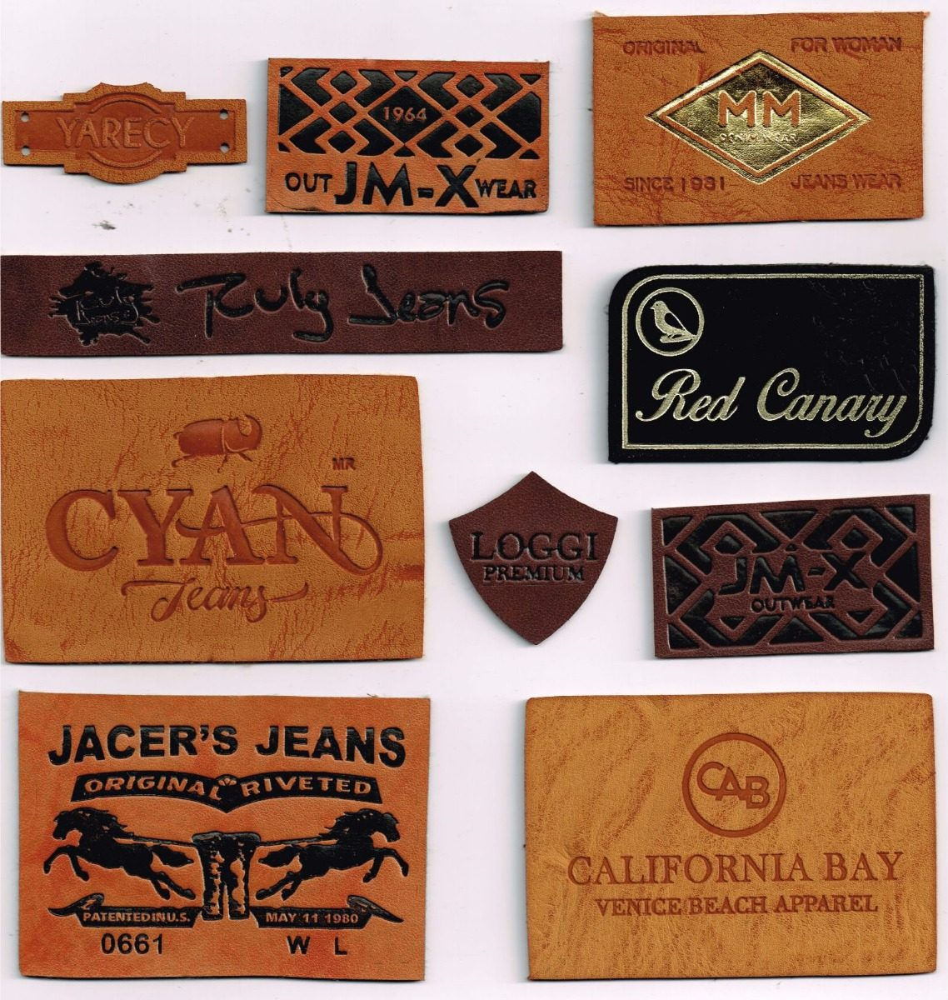 YARECY
1964
OUT JM-X WEAR
ORIGINAL FOR WOMAN
MM
SINCE 1981 JEANS WEAR
Ruly Jeans
Ruly Jeans
Red Canary
MR
CYAN
Jeans
LOGGI
PREMIUM
JM-X
OUTWEAR
JACER'S JEANS
ORIGINAL RIVETED
PATENTED IN U.S. MAY 11 1980
0661 W L
CAB
CALIFORNIA BAY
VENICE BEACH APPAREL